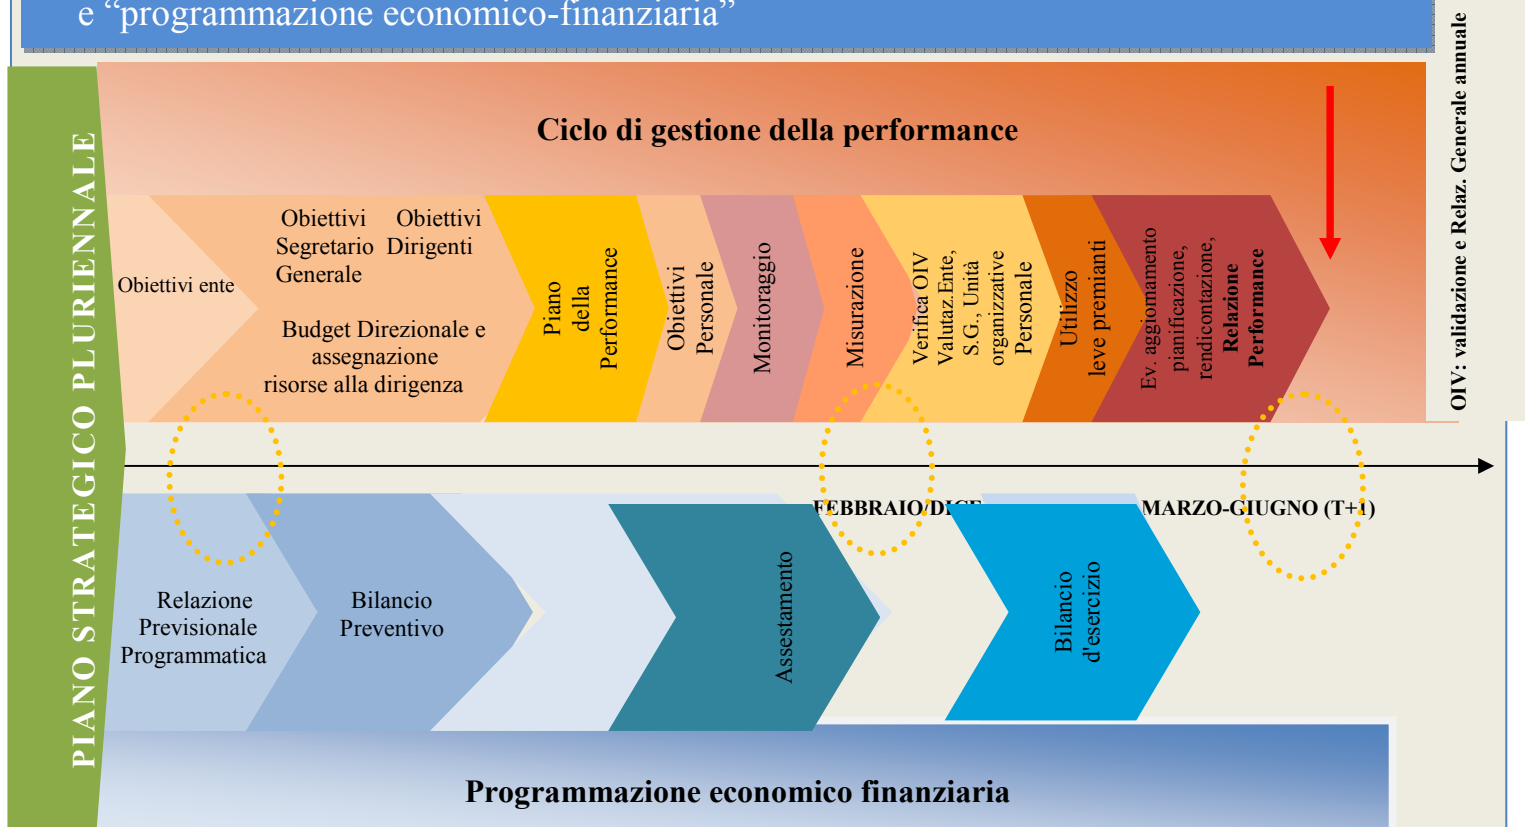 e “programmazione economico-finanziaria”
PIANO STRATEGICO PLURIENNALE
Ciclo di gestione della performance
OIV: validazione e Relaz. Generale annuale
Obiettivi ente
Obiettivi
Segretario
Generale
Obiettivi
Dirigenti
Budget Direzionale e
assegnazione
risorse alla dirigenza
Piano
della
Performance
Obiettivi
Personale
Monitoraggio
Misurazione
Verifica OIV
Valutaz.Ente,
S.G., Unità
organizzative
Personale
Utilizzo
leve premianti
Ev. aggiornamento
pianificazione,
rendicontazione,
Relazione
Performance
FEBBRAIO/DICE
MARZO-GIUGNO (T+1)
Relazione
Previsionale
Programmatica
Bilancio
Preventivo
Assestamento
Bilancio
d'esercizio
Programmazione economico finanziaria